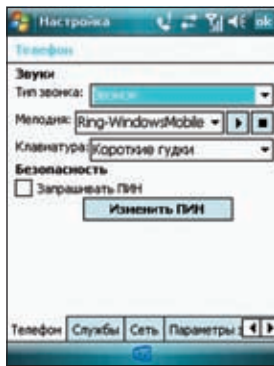 Настройка ok
Телефон
Звуки
Тип звонка: Звонок
Мелодия: Ring-WindowsMobile
Клавиатура: Короткие гудки
Безопасность
Запрашивать ПИН
Изменить ПИН
Телефон Службы Сеть Параметры